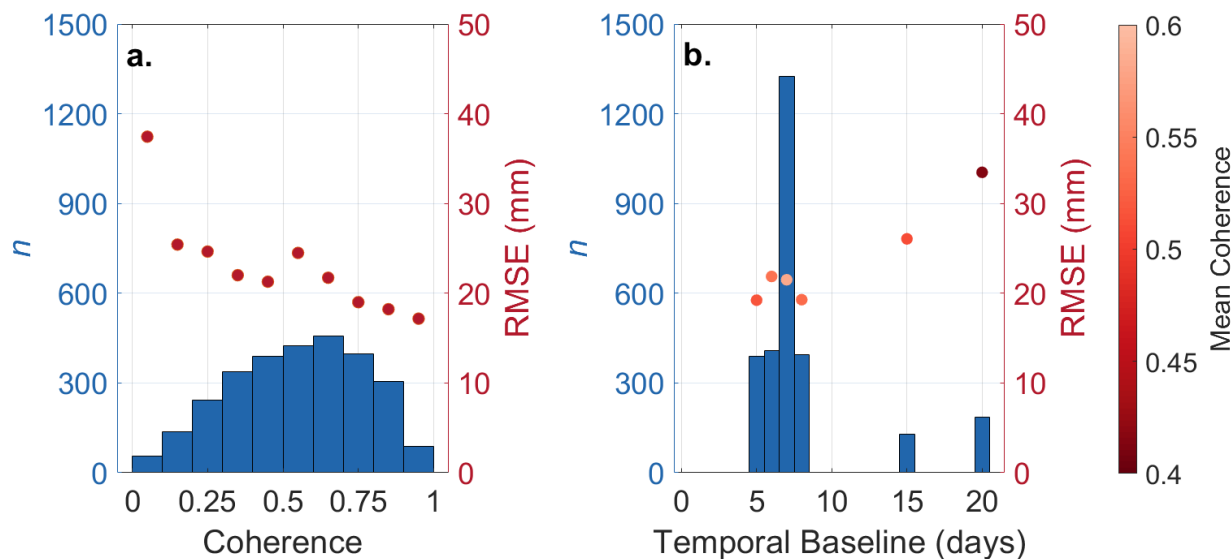 a.
1500
1200
900
600
300
0
n
50
40
30
20
10
0
RMSE (mm)
0 0.25 0.5 0.75 1
Coherence
b.
1500
1200
900
600
300
0
n
50
40
30
20
10
0
RMSE (mm)
0 5 10 15 20
Temporal Baseline (days)
0.6
0.55
0.5
0.45
0.4
Mean Coherence